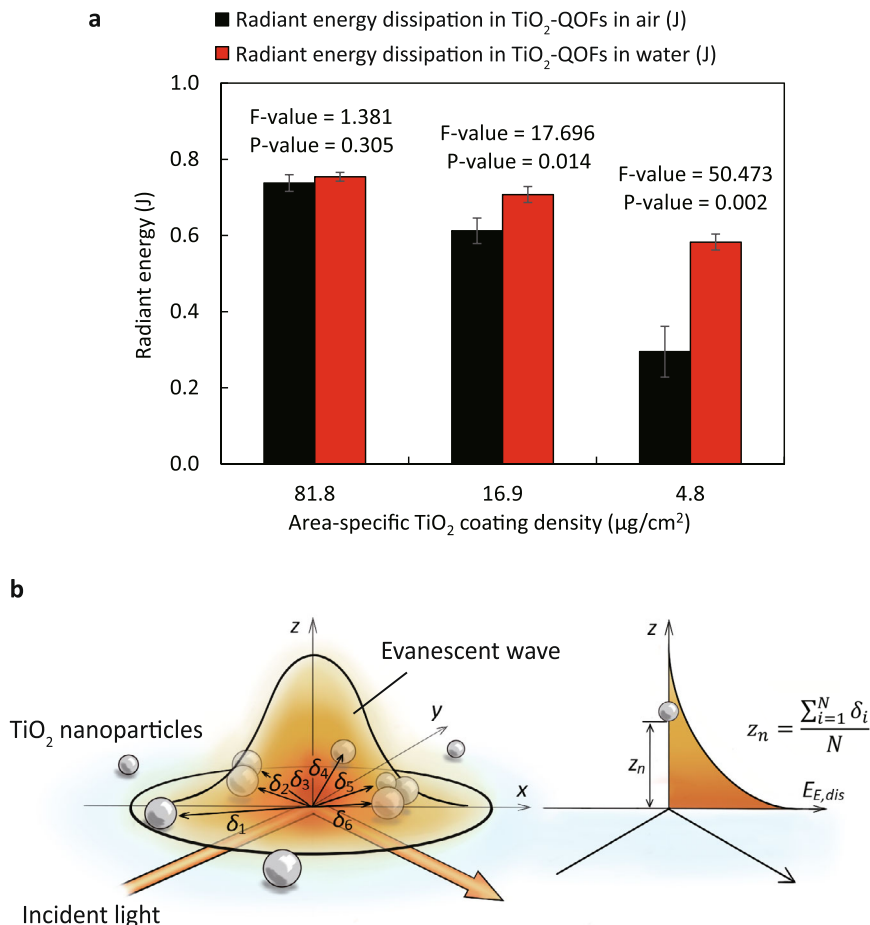 a
Radiant energy dissipation in TiO₂-QOFs in air (J)
Radiant energy dissipation in TiO₂-QOFs in water (J)
Radiant energy (J)
1.0
0.8
0.6
0.4
0.2
0.0
F-value = 1.381
P-value = 0.305
F-value = 17.696
P-value = 0.014
F-value = 50.473
P-value = 0.002
81.8
16.9
4.8
Area-specific TiO₂ coating density (µg/cm²)
b
z
Evanescent wave
y
TiO₂ nanoparticles
δ₁
δ₂
δ₃
δ₄
δ₅
δ₆
x
Incident light
z
zₙ
zₙ = ∑ᵢ₌₁ᴺ δᵢ / N
E_{E,dis}